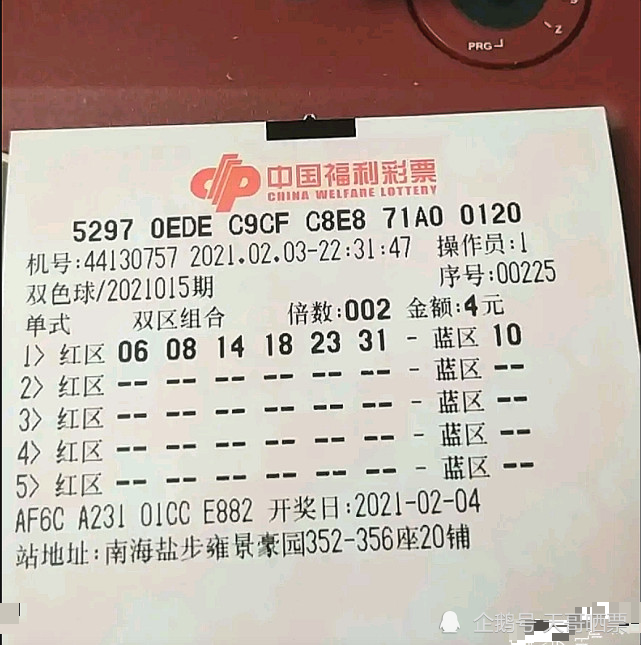 PRG
Z
中国福利彩票
CHINA WELFARE LOTTERY
5297 0EDE C9CF C8E8 71A0 0120
机号:44130757 2021.02.03-22:31:47 操作员:1
双色球/2021015期 序号:00225
单式 双区组合 倍数:002 金额:4元
1> 红区 06 08 14 18 23 31 - 蓝区 10
2> 红区 -- -- -- -- -- -- - 蓝区 --
3> 红区 -- -- -- -- -- -- - 蓝区 --
4> 红区 -- -- -- -- -- -- - 蓝区 --
5> 红区 -- -- -- -- -- -- - 蓝区 --
AF6C A231 01CC E882 开奖日:2021-02-04
站地址:南海盐步雍景豪园352-356座20铺
企鹅号 天哥晒票